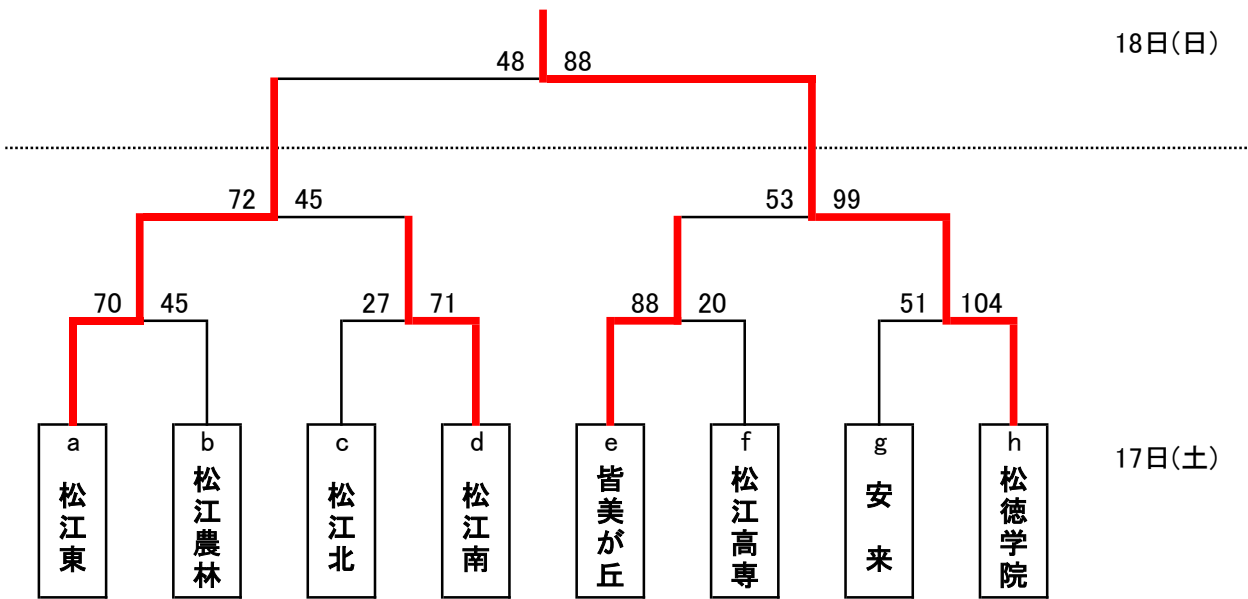 18日(日)
48 88
72 45 53 99
70 45 27 71 88 20 51 104
17日(土)
a 松江東
b 松江農林
c 松江北
d 松江南
e 皆美が丘
f 松江高専
g 安来
h 松徳学院